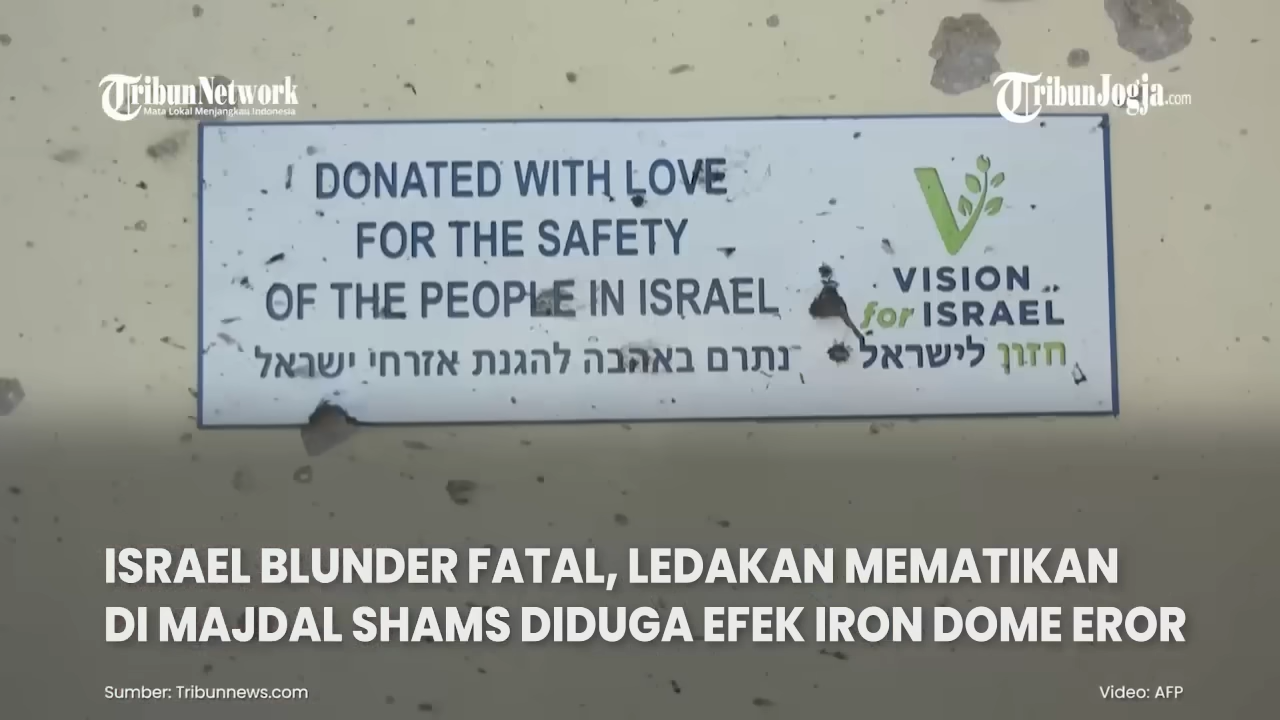 TribunNetwork
Mata Lokal Menjangkau Indonesia
TribunJogja.com
DONATED WITH LOVE
FOR THE SAFETY
OF THE PEOPLE IN ISRAEL
נתרם באהבה להגנת אזרחי ישראל
VISION
for ISRAEL
חזון לישראל
ISRAEL BLUNDER FATAL, LEDAKAN MEMATIKAN
DI MAJDAL SHAMS DIDUGA EFEK IRON DOME EROR
Sumber: Tribunnews.com
Video: AFP